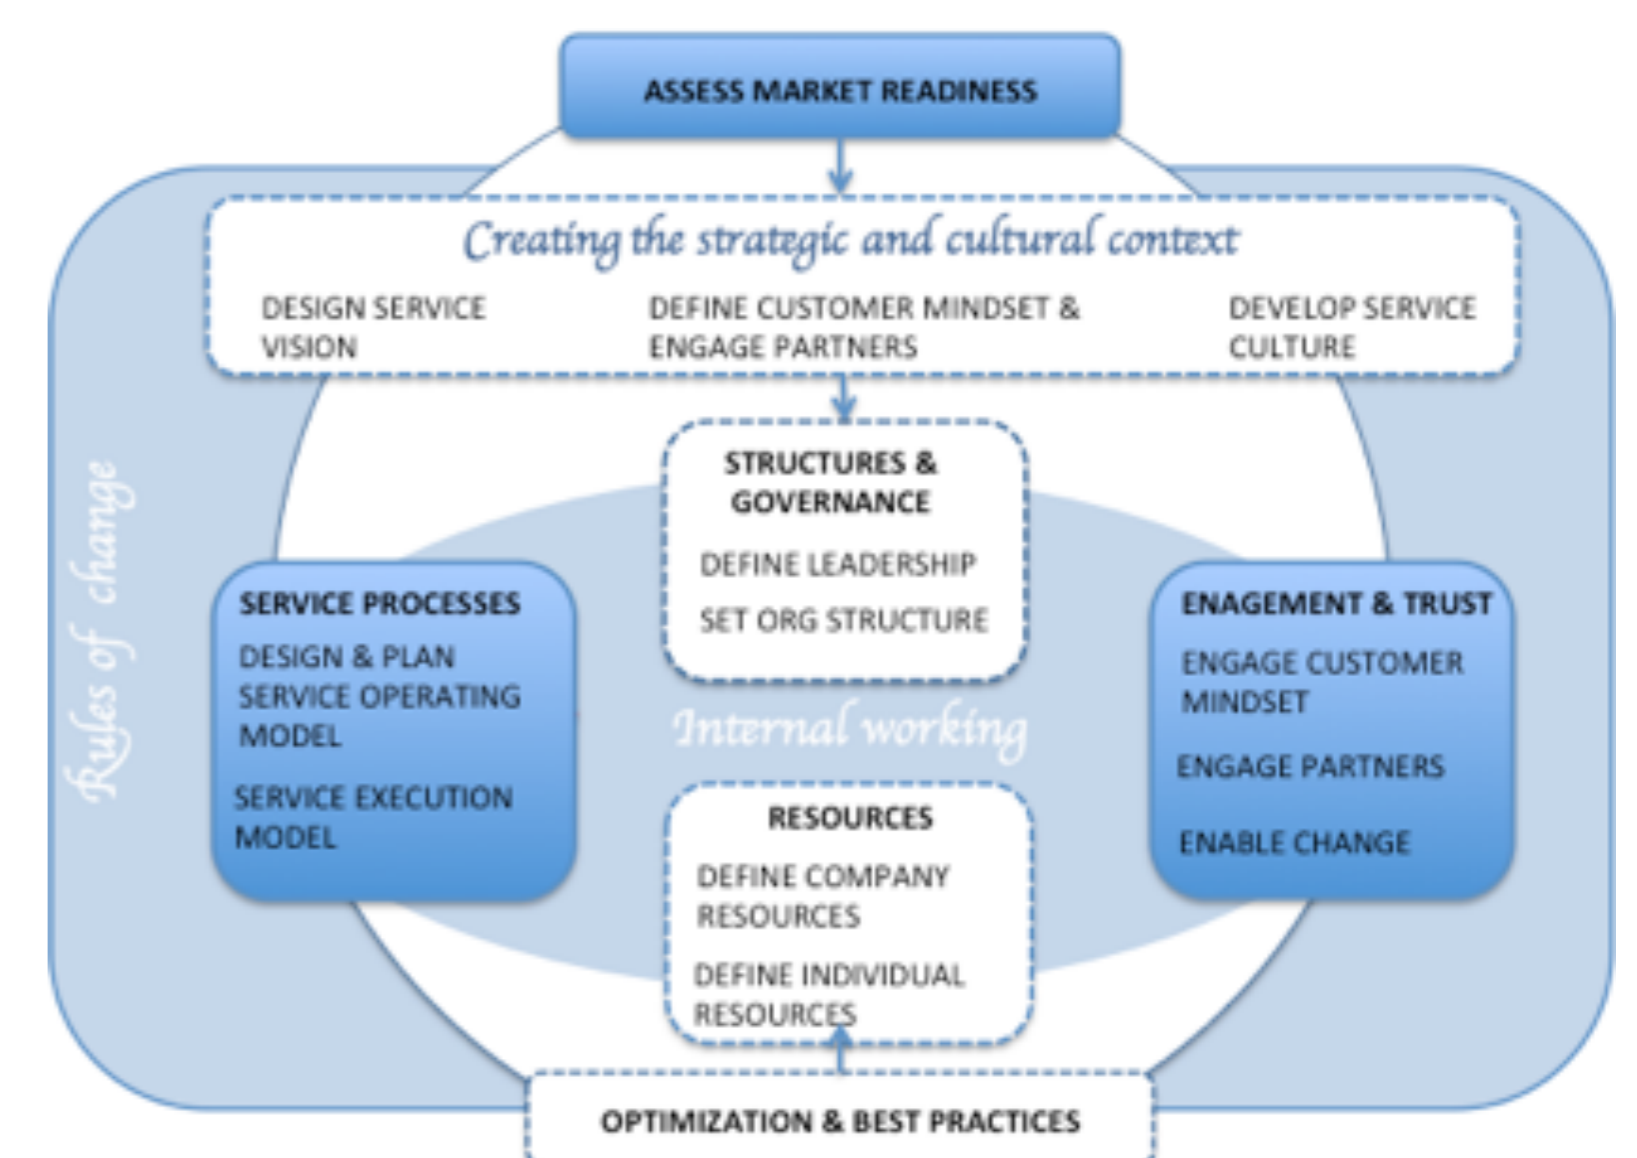 ASSESS MARKET READINESS
Creating the strategic and cultural context
DESIGN SERVICE
VISION
DEFINE CUSTOMER MINDSET &
ENGAGE PARTNERS
DEVELOP SERVICE
CULTURE
Rules of change
STRUCTURES &
GOVERNANCE
DEFINE LEADERSHIP
SET ORG STRUCTURE
SERVICE PROCESSES
DESIGN & PLAN
SERVICE OPERATING
MODEL
SERVICE EXECUTION
MODEL
Internal working
ENAGEMENT & TRUST
ENGAGE CUSTOMER
MINDSET
ENGAGE PARTNERS
ENABLE CHANGE
RESOURCES
DEFINE COMPANY
RESOURCES
DEFINE INDIVIDUAL
RESOURCES
OPTIMIZATION & BEST PRACTICES